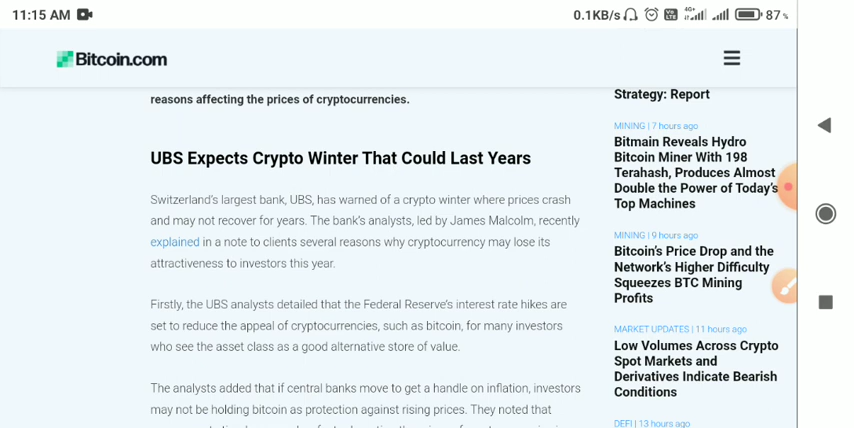 11:15 AM
0.1KB/s
4G+
87%
Bitcoin.com
reasons affecting the prices of cryptocurrencies.
UBS Expects Crypto Winter That Could Last Years
Switzerland's largest bank, UBS, has warned of a crypto winter where prices crash
and may not recover for years. The bank's analysts, led by James Malcolm, recently
explained in a note to clients several reasons why cryptocurrency may lose its
attractiveness to investors this year.
Firstly, the UBS analysts detailed that the Federal Reserve's interest rate hikes are
set to reduce the appeal of cryptocurrencies, such as bitcoin, for many investors
who see the asset class as a good alternative store of value.
The analysts added that if central banks move to get a handle on inflation, investors
may not be holding bitcoin as protection against rising prices. They noted that
Strategy: Report
MINING | 7 hours ago
Bitmain Reveals Hydro
Bitcoin Miner With 198
Terahash, Produces Almost
Double the Power of Today's
Top Machines
MINING | 9 hours ago
Bitcoin's Price Drop and the
Network's Higher Difficulty
Squeezes BTC Mining
Profits
MARKET UPDATES | 11 hours ago
Low Volumes Across Crypto
Spot Markets and
Derivatives Indicate Bearish
Conditions
DEFI | 13 hours ago